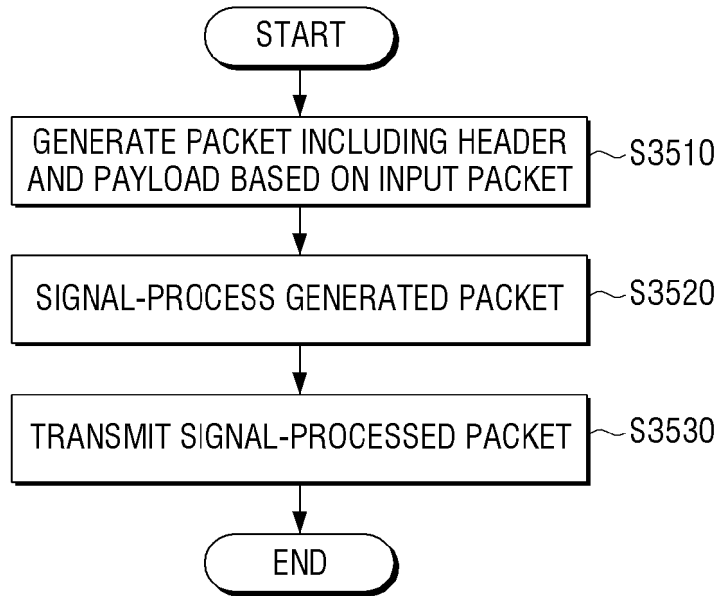 START
GENERATE PACKET INCLUDING HEADER
AND PAYLOAD BASED ON INPUT PACKET
S3510
SIGNAL-PROCESS GENERATED PACKET
S3520
TRANSMIT SIGNAL-PROCESSED PACKET
S3530
END